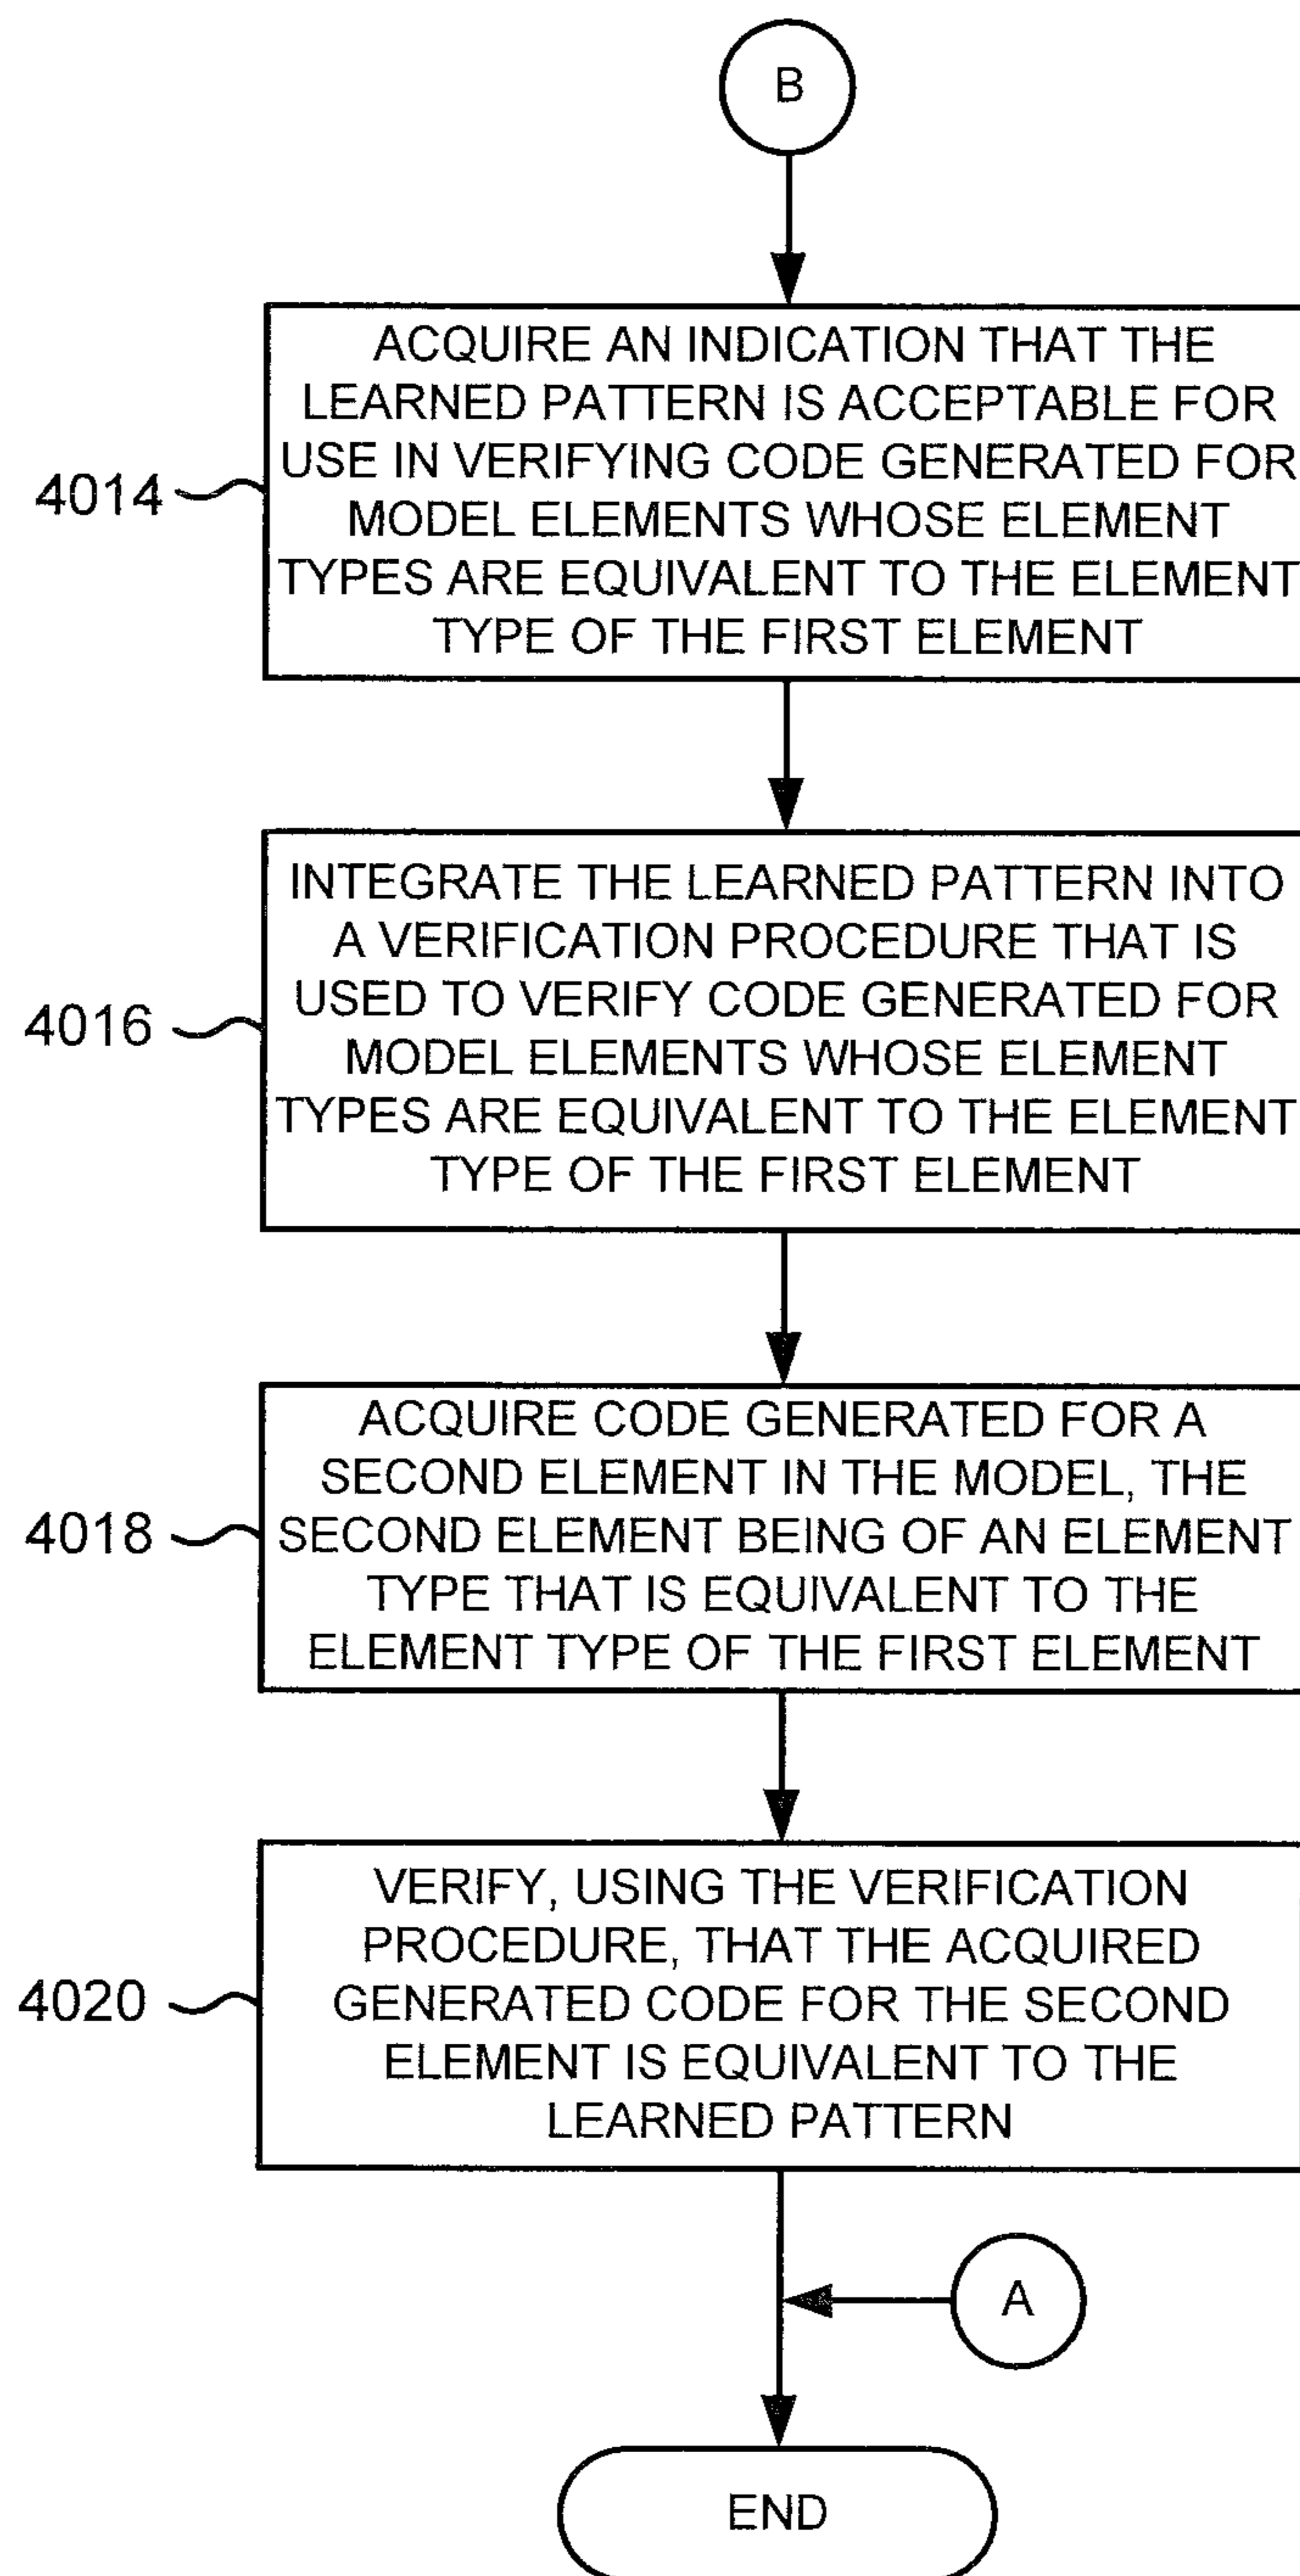 B
ACQUIRE AN INDICATION THAT THE
LEARNED PATTERN IS ACCEPTABLE FOR
USE IN VERIFYING CODE GENERATED FOR
MODEL ELEMENTS WHOSE ELEMENT
TYPES ARE EQUIVALENT TO THE ELEMENT
TYPE OF THE FIRST ELEMENT
4014
INTEGRATE THE LEARNED PATTERN INTO
A VERIFICATION PROCEDURE THAT IS
USED TO VERIFY CODE GENERATED FOR
MODEL ELEMENTS WHOSE ELEMENT
TYPES ARE EQUIVALENT TO THE ELEMENT
TYPE OF THE FIRST ELEMENT
4016
ACQUIRE CODE GENERATED FOR A
SECOND ELEMENT IN THE MODEL, THE
SECOND ELEMENT BEING OF AN ELEMENT
TYPE THAT IS EQUIVALENT TO THE
ELEMENT TYPE OF THE FIRST ELEMENT
4018
VERIFY, USING THE VERIFICATION
PROCEDURE, THAT THE ACQUIRED
GENERATED CODE FOR THE SECOND
ELEMENT IS EQUIVALENT TO THE
LEARNED PATTERN
4020
A
END